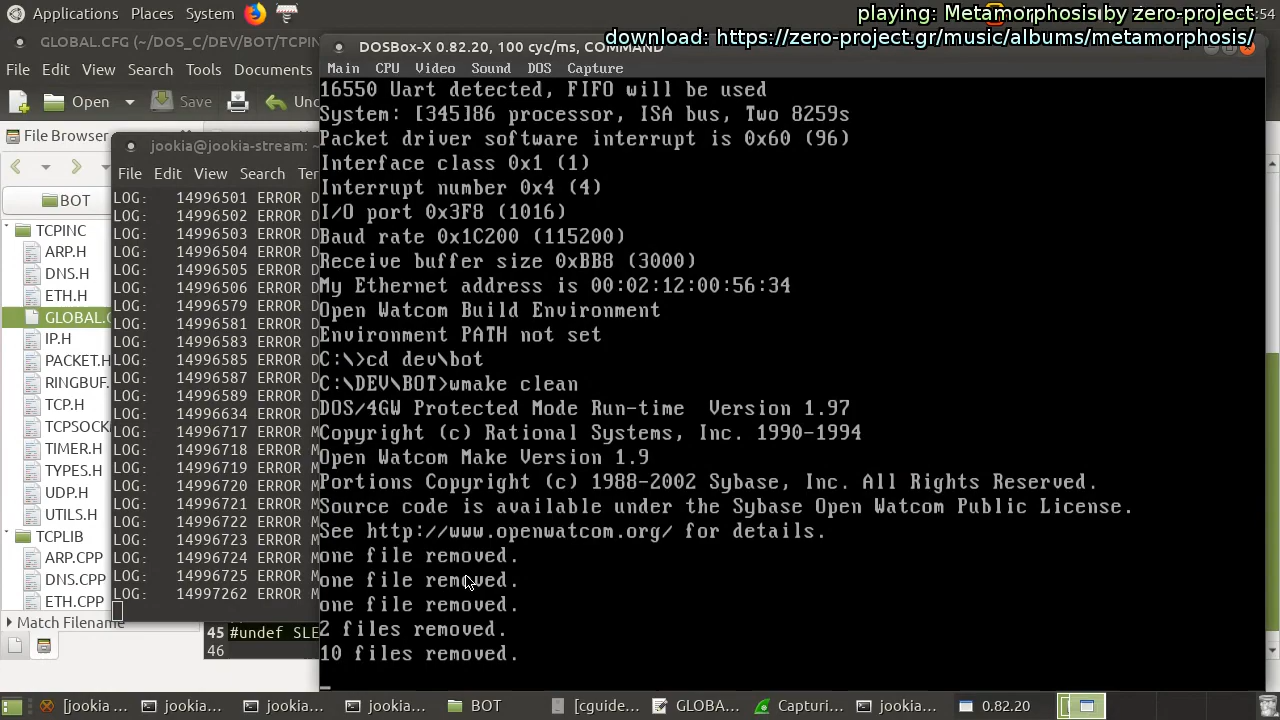 Applications Places System
54
playing: Metamorphosis by zero-project
download: https://zero-project.gr/music/albums/metamorphosis/
GLOBAL.CFG (~/DOS_C/DEV/BOT/TCPIN
File Edit View Search Tools Documents
Open Save
File Browser
BOT
TCPINC
ARP.H
DNS.H
ETH.H
GLOBAL.
IP.H
PACKET.H
RINGBUF.
TCP.H
TCPSOCK
TIMER.H
TYPES.H
UDP.H
UTILS.H
TCPLIB
ARP.CPP
DNS.CPP
ETH.CPP
Match Filename
45 #undef SLE
46
jookia@jookia-stream: ~
File Edit View Search Ter
LOG: 14996501 ERROR D
LOG: 14996502 ERROR D
LOG: 14996503 ERROR D
LOG: 14996504 ERROR D
LOG: 14996505 ERROR D
LOG: 14996506 ERROR D
LOG: 14996579 ERROR D
LOG: 14996581 ERROR D
LOG: 14996583 ERROR D
LOG: 14996585 ERROR D
LOG: 14996587 ERROR D
LOG: 14996589 ERROR D
LOG: 14996634 ERROR D
LOG: 14996717 ERROR M
LOG: 14996718 ERROR M
LOG: 14996719 ERROR M
LOG: 14996720 ERROR M
LOG: 14996721 ERROR M
LOG: 14996722 ERROR M
LOG: 14996723 ERROR M
LOG: 14996724 ERROR M
LOG: 14996725 ERROR M
LOG: 14997262 ERROR M
DOSBox-X 0.82.20, 100 cyc/ms, COMMAND
Main CPU Video Sound DOS Capture
16550 Uart detected, FIFO will be used
System: [345]86 processor, ISA bus, Two 8259s
Packet driver software interrupt is 0x60 (96)
Interface class 0x1 (1)
Interrupt number 0x4 (4)
I/O port 0x3F8 (1016)
Baud rate 0x1C200 (115200)
Receive buffer size 0xBB8 (3000)
My Ethernet address is 00:02:12:00:56:34
Open Watcom Build Environment
Environment PATH not set
C:\>cd dev\bot
C:\DEV\BOT>wmake clean
DOS/4GW Protected Mode Run-time  Version 1.97
Copyright (c) Rational Systems, Inc. 1990-1994
Open Watcom Make Version 1.9
Portions Copyright (c) 1988-2002 Sybase, Inc. All Rights Reserved.
Source code is available under the Sybase Open Watcom Public License.
See http://www.openwatcom.org/ for details.
one file removed.
one file removed.
one file removed.
2 files removed.
10 files removed.
[jookia ... jookia... jookia... jookia... BOT [cguide... GLOBA... Capturi... jookia... 0.82.20